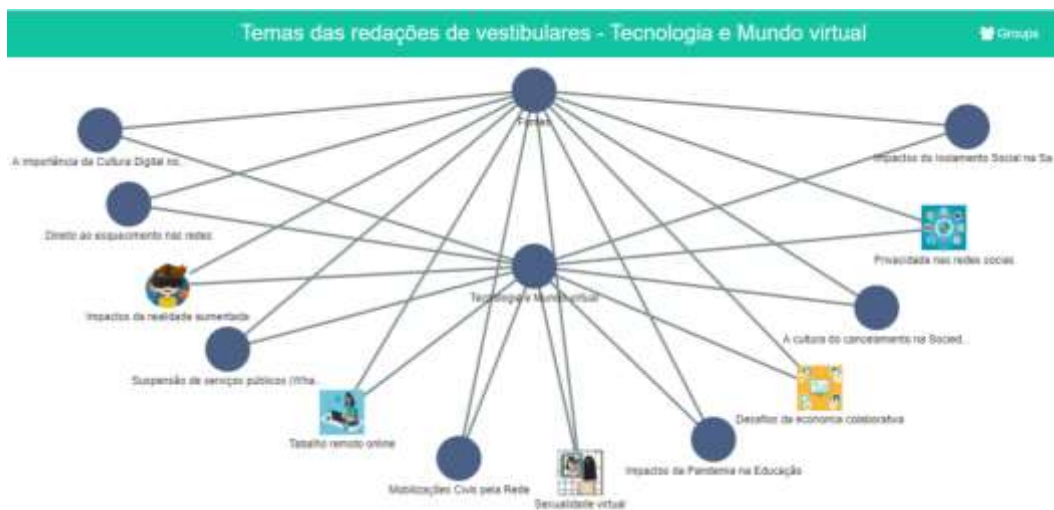 Temas das redações de vestibulares - Tecnologia e Mundo virtual
Groups
Fontes
A importância da Cultura Digital no...
Impactos do Isolamento Social na Sa
Direito ao esquecimento nas redes
Privacidade nas redes sociais
Tecnologia e Mundo virtual
Impactos da realidade aumentada
A cultura do cancelamento na Socied...
Suspensão de serviços públicos (Wha...
Desafios da economia colaborativa
Tabalho remoto online
Impactos da Pandemia na Educação
Mobilizações Civis pela Rede
Sexualidade virtual